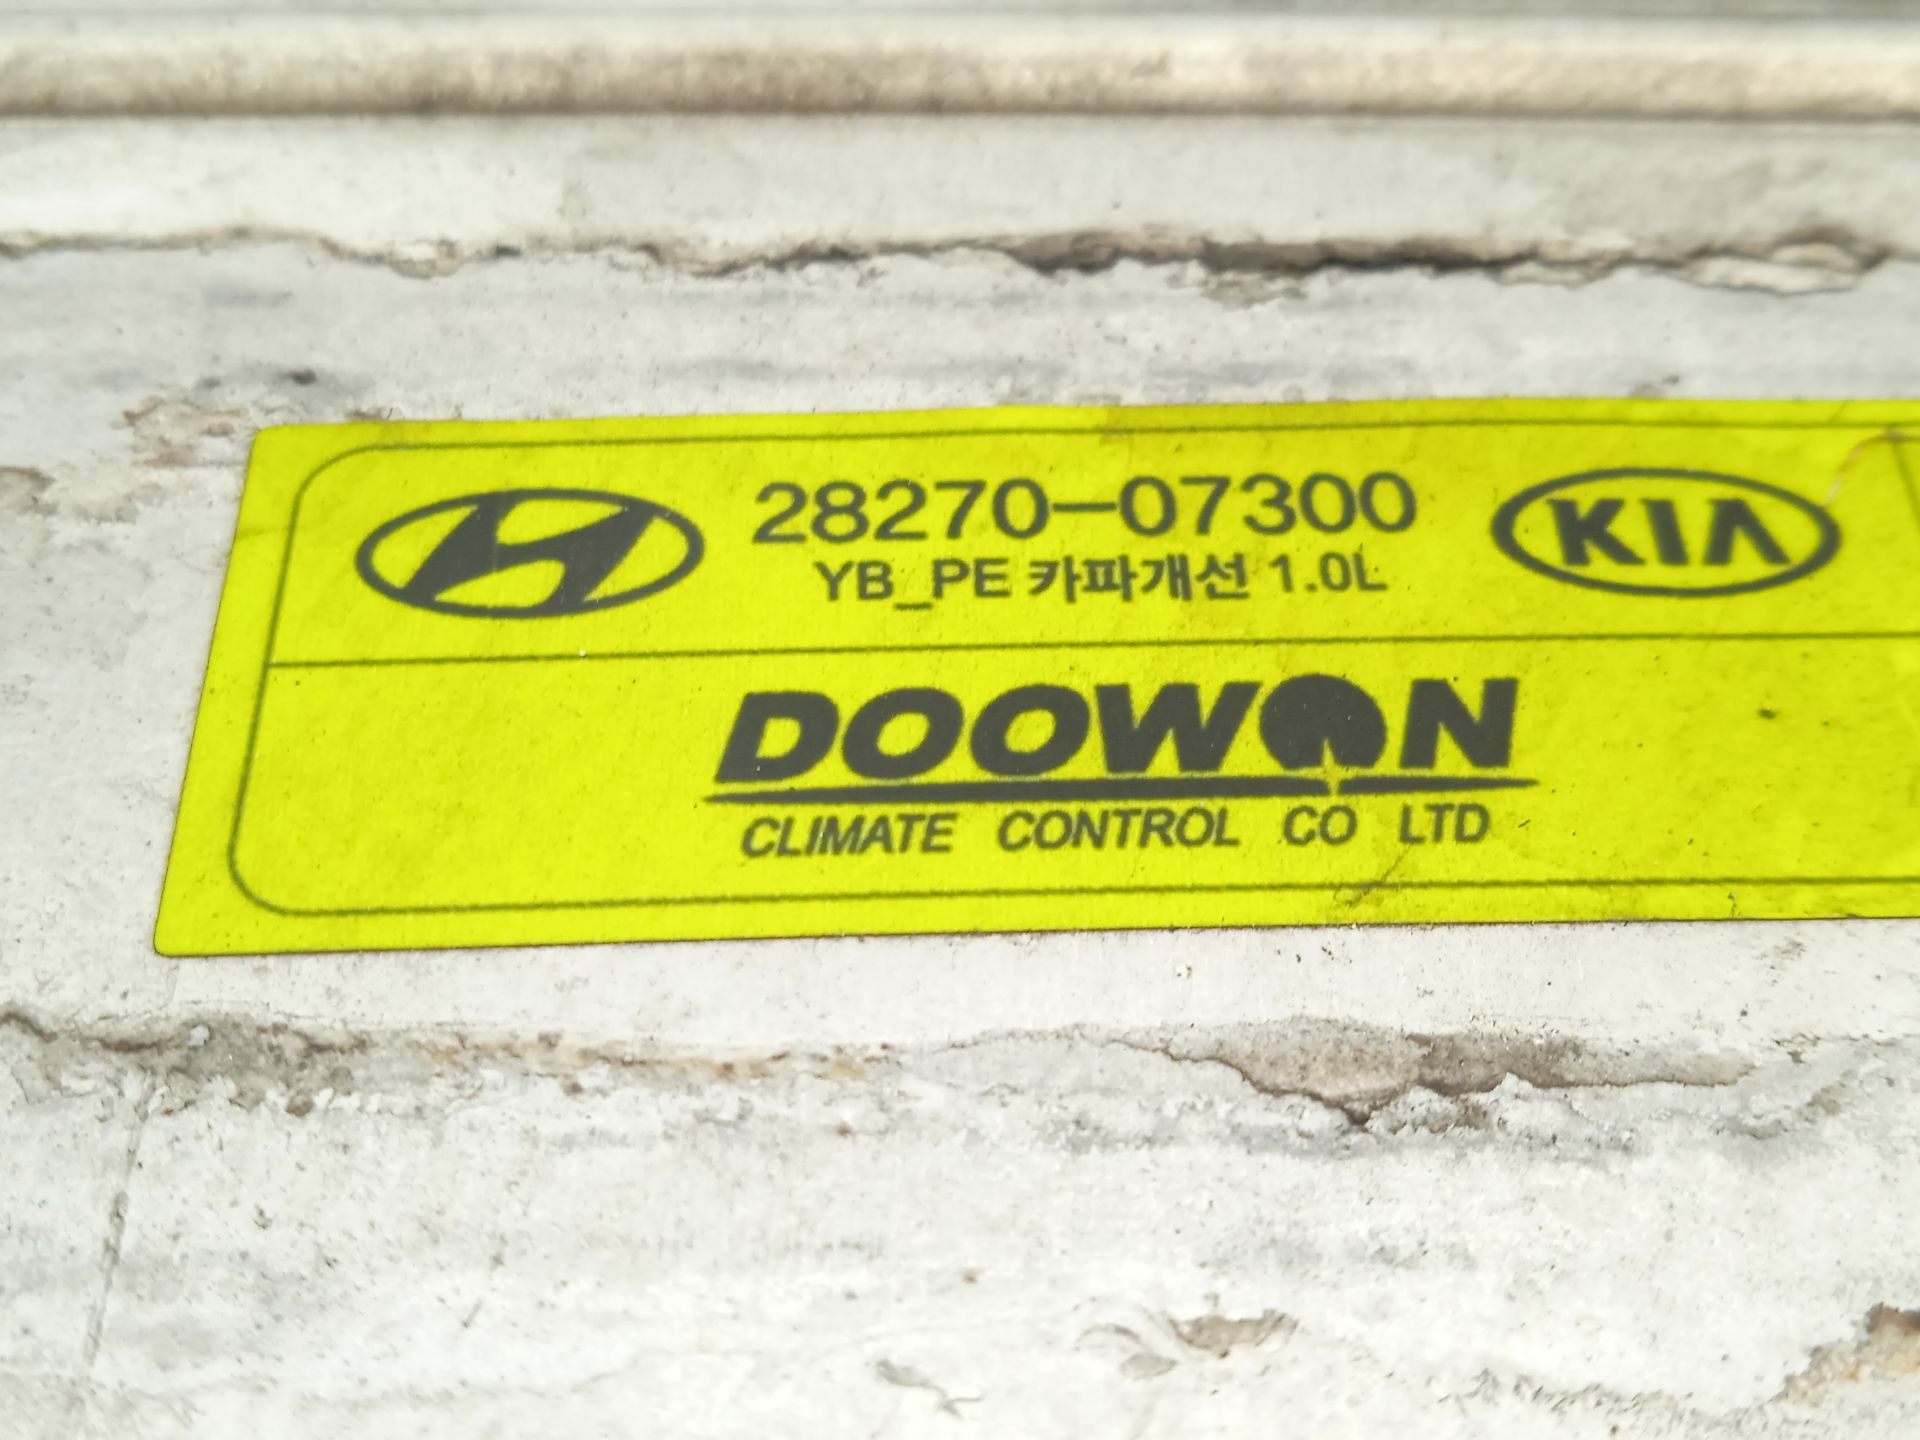 28270-07300
KIA
YB_PE 카파개선 1.0L
DOOWON
CLIMATE CONTROL CO LTD